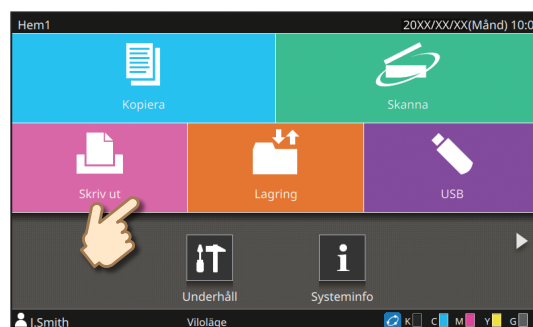 Hem1 20XX/XX/XX(Månd) 10:0
Kopiera Skanna
Skriv ut Lagring USB
Underhåll Systeminfo
J.Smith Viloläge K C M Y G